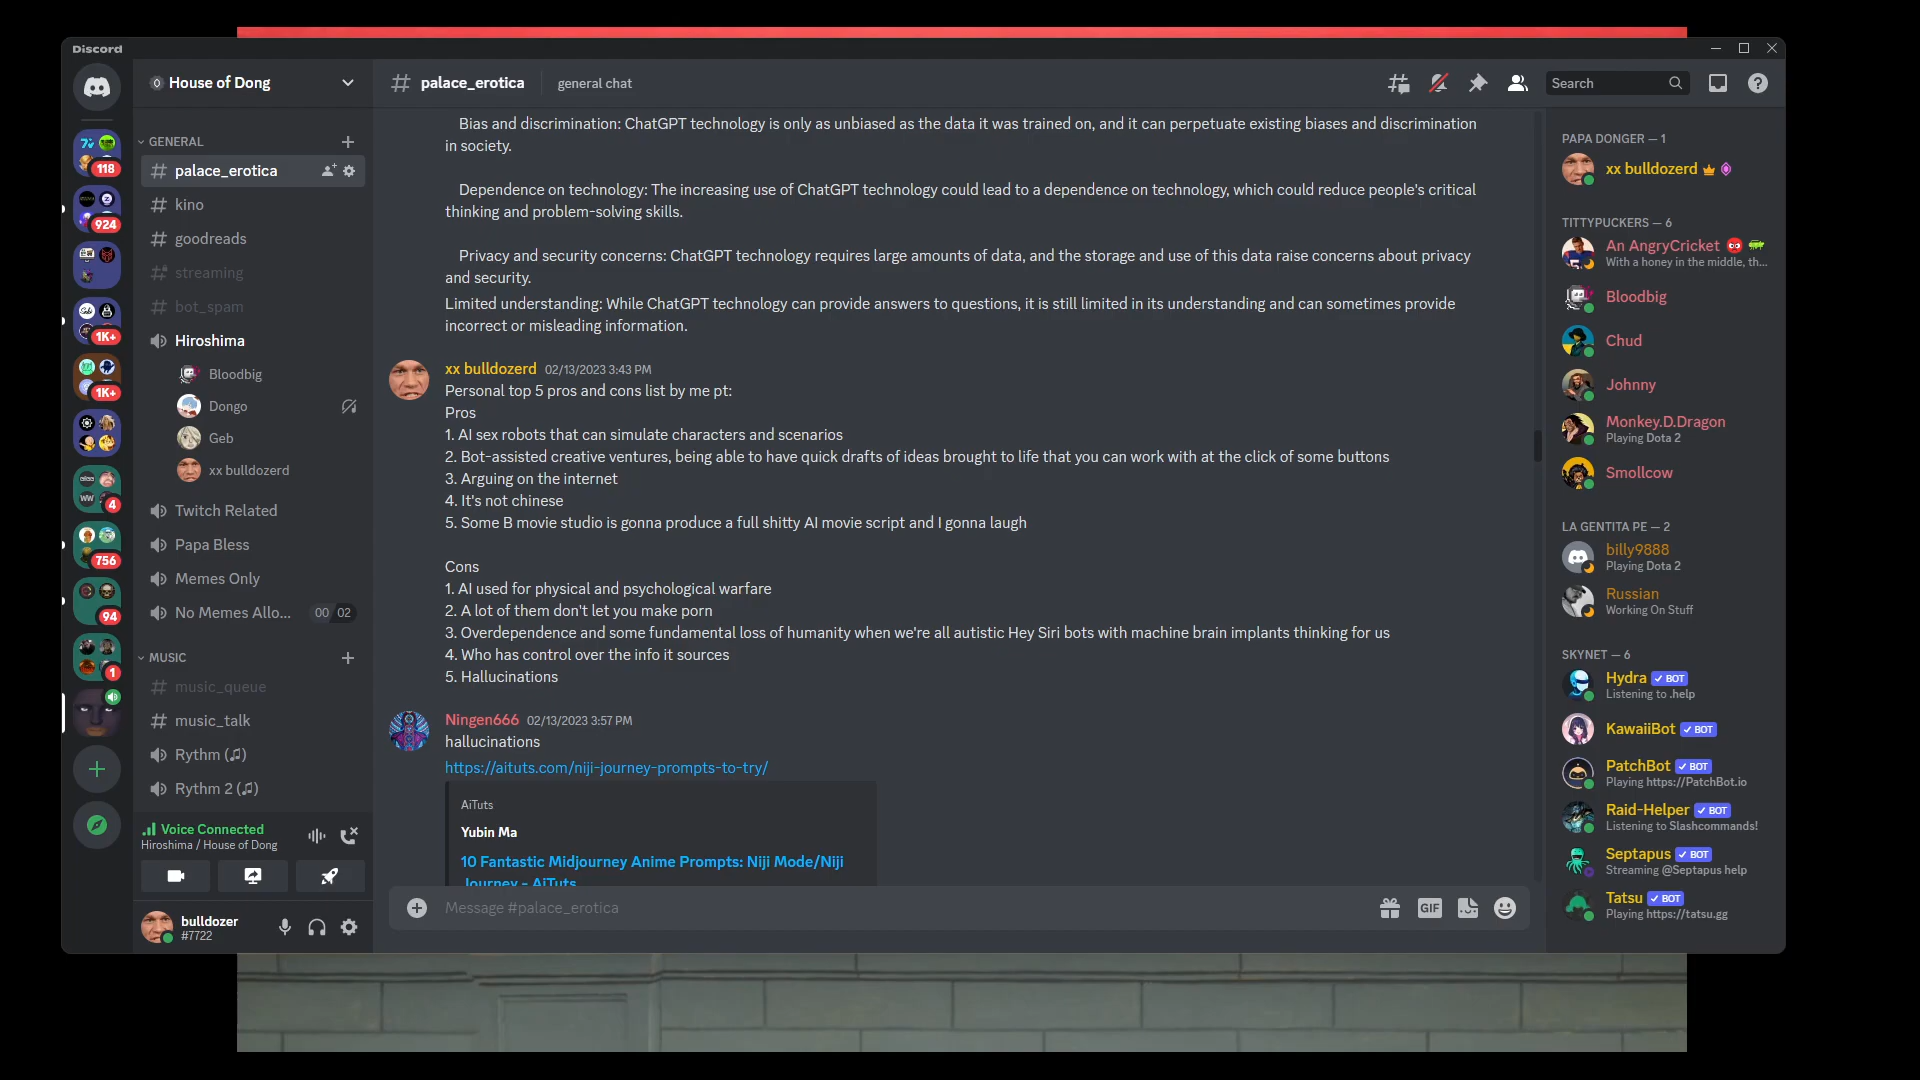 Discord
House of Dong
palace_erotica
general chat
Search
118
924
1K+
1K+
4
756
94
1
GENERAL
palace_erotica
kino
goodreads
streaming
bot_spam
Hiroshima
Bloodbig
Dongo
Geb
xx bulldozerd
Twitch Related
Papa Bless
Memes Only
No Memes Allo... 00 02
MUSIC
music_queue
music_talk
Rythm (♫)
Rythm 2 (♫)
Voice Connected
Hiroshima / House of Dong
bulldozer
#7722
Bias and discrimination: ChatGPT technology is only as unbiased as the data it was trained on, and it can perpetuate existing biases and discrimination
in society.
Dependence on technology: The increasing use of ChatGPT technology could lead to a dependence on technology, which could reduce people's critical
thinking and problem-solving skills.
Privacy and security concerns: ChatGPT technology requires large amounts of data, and the storage and use of this data raise concerns about privacy
and security.
Limited understanding: While ChatGPT technology can provide answers to questions, it is still limited in its understanding and can sometimes provide
incorrect or misleading information.
xx bulldozerd 02/13/2023 3:43 PM
Personal top 5 pros and cons list by me pt:
Pros
1. AI sex robots that can simulate characters and scenarios
2. Bot-assisted creative ventures, being able to have quick drafts of ideas brought to life that you can work with at the click of some buttons
3. Arguing on the internet
4. It's not chinese
5. Some B movie studio is gonna produce a full shitty AI movie script and I gonna laugh
Cons
1. AI used for physical and psychological warfare
2. A lot of them don't let you make porn
3. Overdependence and some fundamental loss of humanity when we're all autistic Hey Siri bots with machine brain implants thinking for us
4. Who has control over the info it sources
5. Hallucinations
Ningen666 02/13/2023 3:57 PM
hallucinations
https://aituts.com/niji-journey-prompts-to-try/
AiTuts
Yubin Ma
10 Fantastic Midjourney Anime Prompts: Niji Mode/Niji
Journey - AiTuts
Message #palace_erotica
GIF
PAPA DONGER — 1
xx bulldozerd
TITTYPUCKERS — 6
An AngryCricket
With a honey in the middle, th...
Bloodbig
Chud
Johnny
Monkey.D.Dragon
Playing Dota 2
Smollcow
LA GENTITA PE — 2
billy9888
Playing Dota 2
Russian
Working On Stuff
SKYNET — 6
Hydra BOT
Listening to .help
KawaiiBot BOT
PatchBot BOT
Playing https://PatchBot.io
Raid-Helper BOT
Listening to Slashcommands!
Septapus BOT
Streaming @Septapus help
Tatsu BOT
Playing https://tatsu.gg